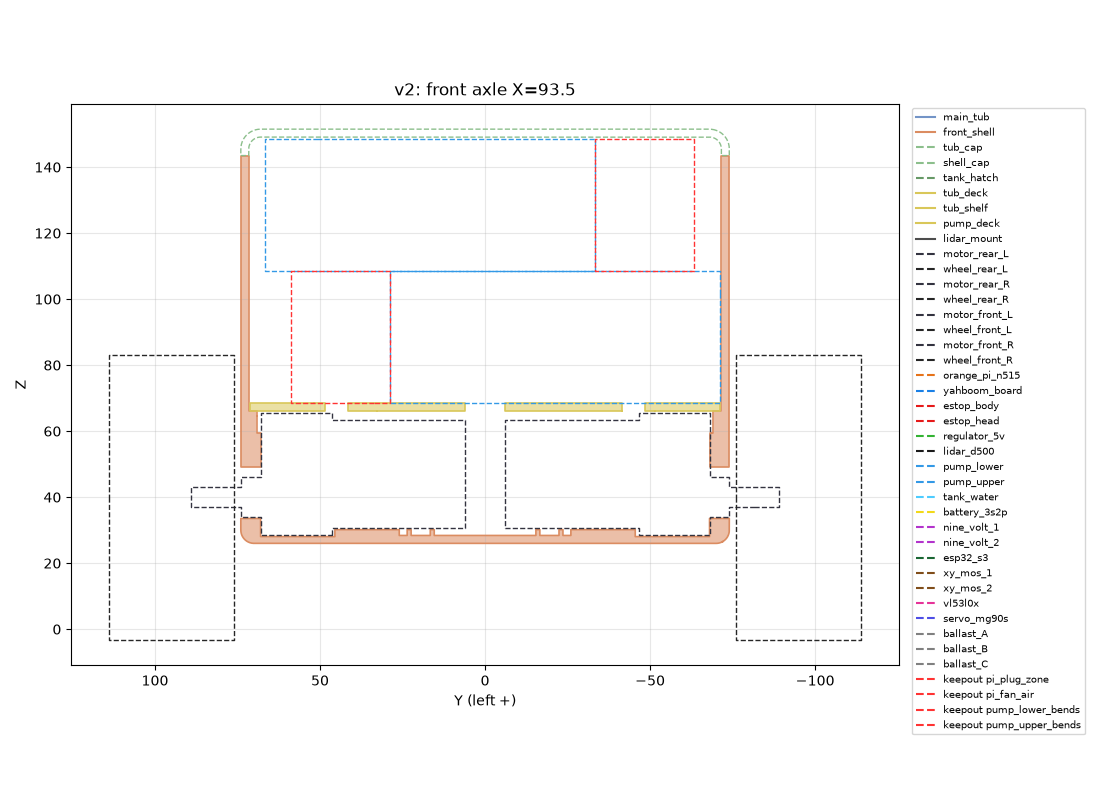 v2: front axle X=93.5
Z
140
120
100
80
60
40
20
0
100
50
0
−50
−100
Y (left +)
main_tub
front_shell
tub_cap
shell_cap
tank_hatch
tub_deck
tub_shelf
pump_deck
lidar_mount
motor_rear_L
wheel_rear_L
motor_rear_R
wheel_rear_R
motor_front_L
wheel_front_L
motor_front_R
wheel_front_R
orange_pi_n515
yahboom_board
estop_body
estop_head
regulator_5v
lidar_d500
pump_lower
pump_upper
tank_water
battery_3s2p
nine_volt_1
nine_volt_2
esp32_s3
xy_mos_1
xy_mos_2
vl53l0x
servo_mg90s
ballast_A
ballast_B
ballast_C
keepout pi_plug_zone
keepout pi_fan_air
keepout pump_lower_bends
keepout pump_upper_bends